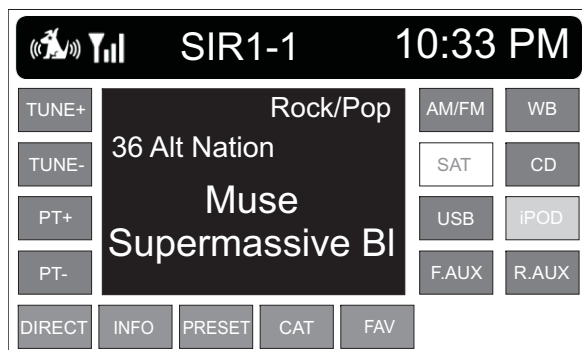 SIR1-1 10:33 PM
TUNE+ Rock/Pop AM/FM WB
36 Alt Nation
TUNE- SAT CD
Muse
PT+ USB iPOD
Supermassive Bl
PT- F.AUX R.AUX
DIRECT INFO PRESET CAT FAV